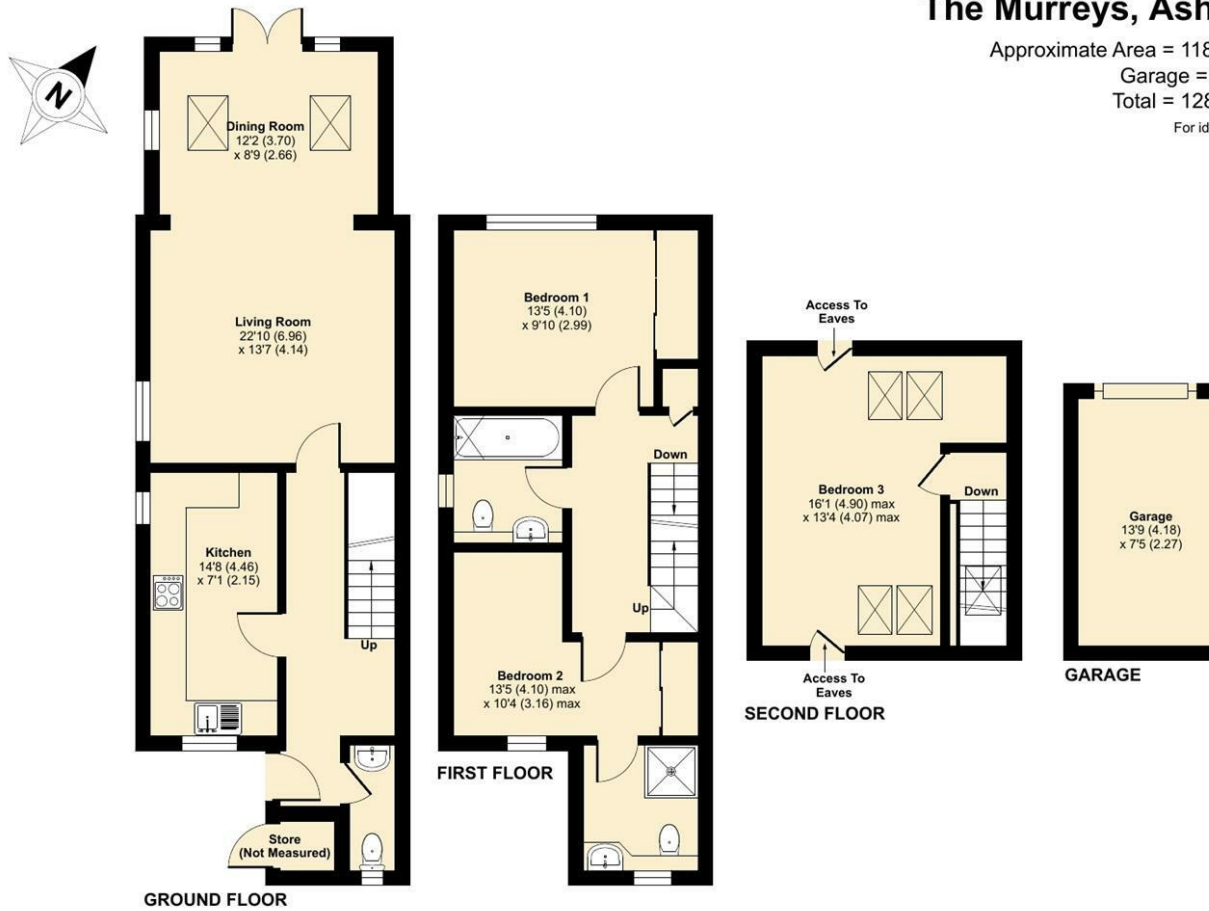 The Murreys, Ash
Approximate Area = 118
Garage =
Total = 128
For id
N
Dining Room
12'2 (3.70)
x 8'9 (2.66)
Living Room
22'10 (6.96)
x 13'7 (4.14)
Kitchen
14'8 (4.46)
x 7'1 (2.15)
Up
Store
(Not Measured)
GROUND FLOOR
Bedroom 1
13'5 (4.10)
x 9'10 (2.99)
Down
Up
Bedroom 2
13'5 (4.10) max
x 10'4 (3.16) max
FIRST FLOOR
Access To
Eaves
Bedroom 3
16'1 (4.90) max
x 13'4 (4.07) max
Down
Access To
Eaves
SECOND FLOOR
Garage
13'9 (4.18)
x 7'5 (2.27)
GARAGE